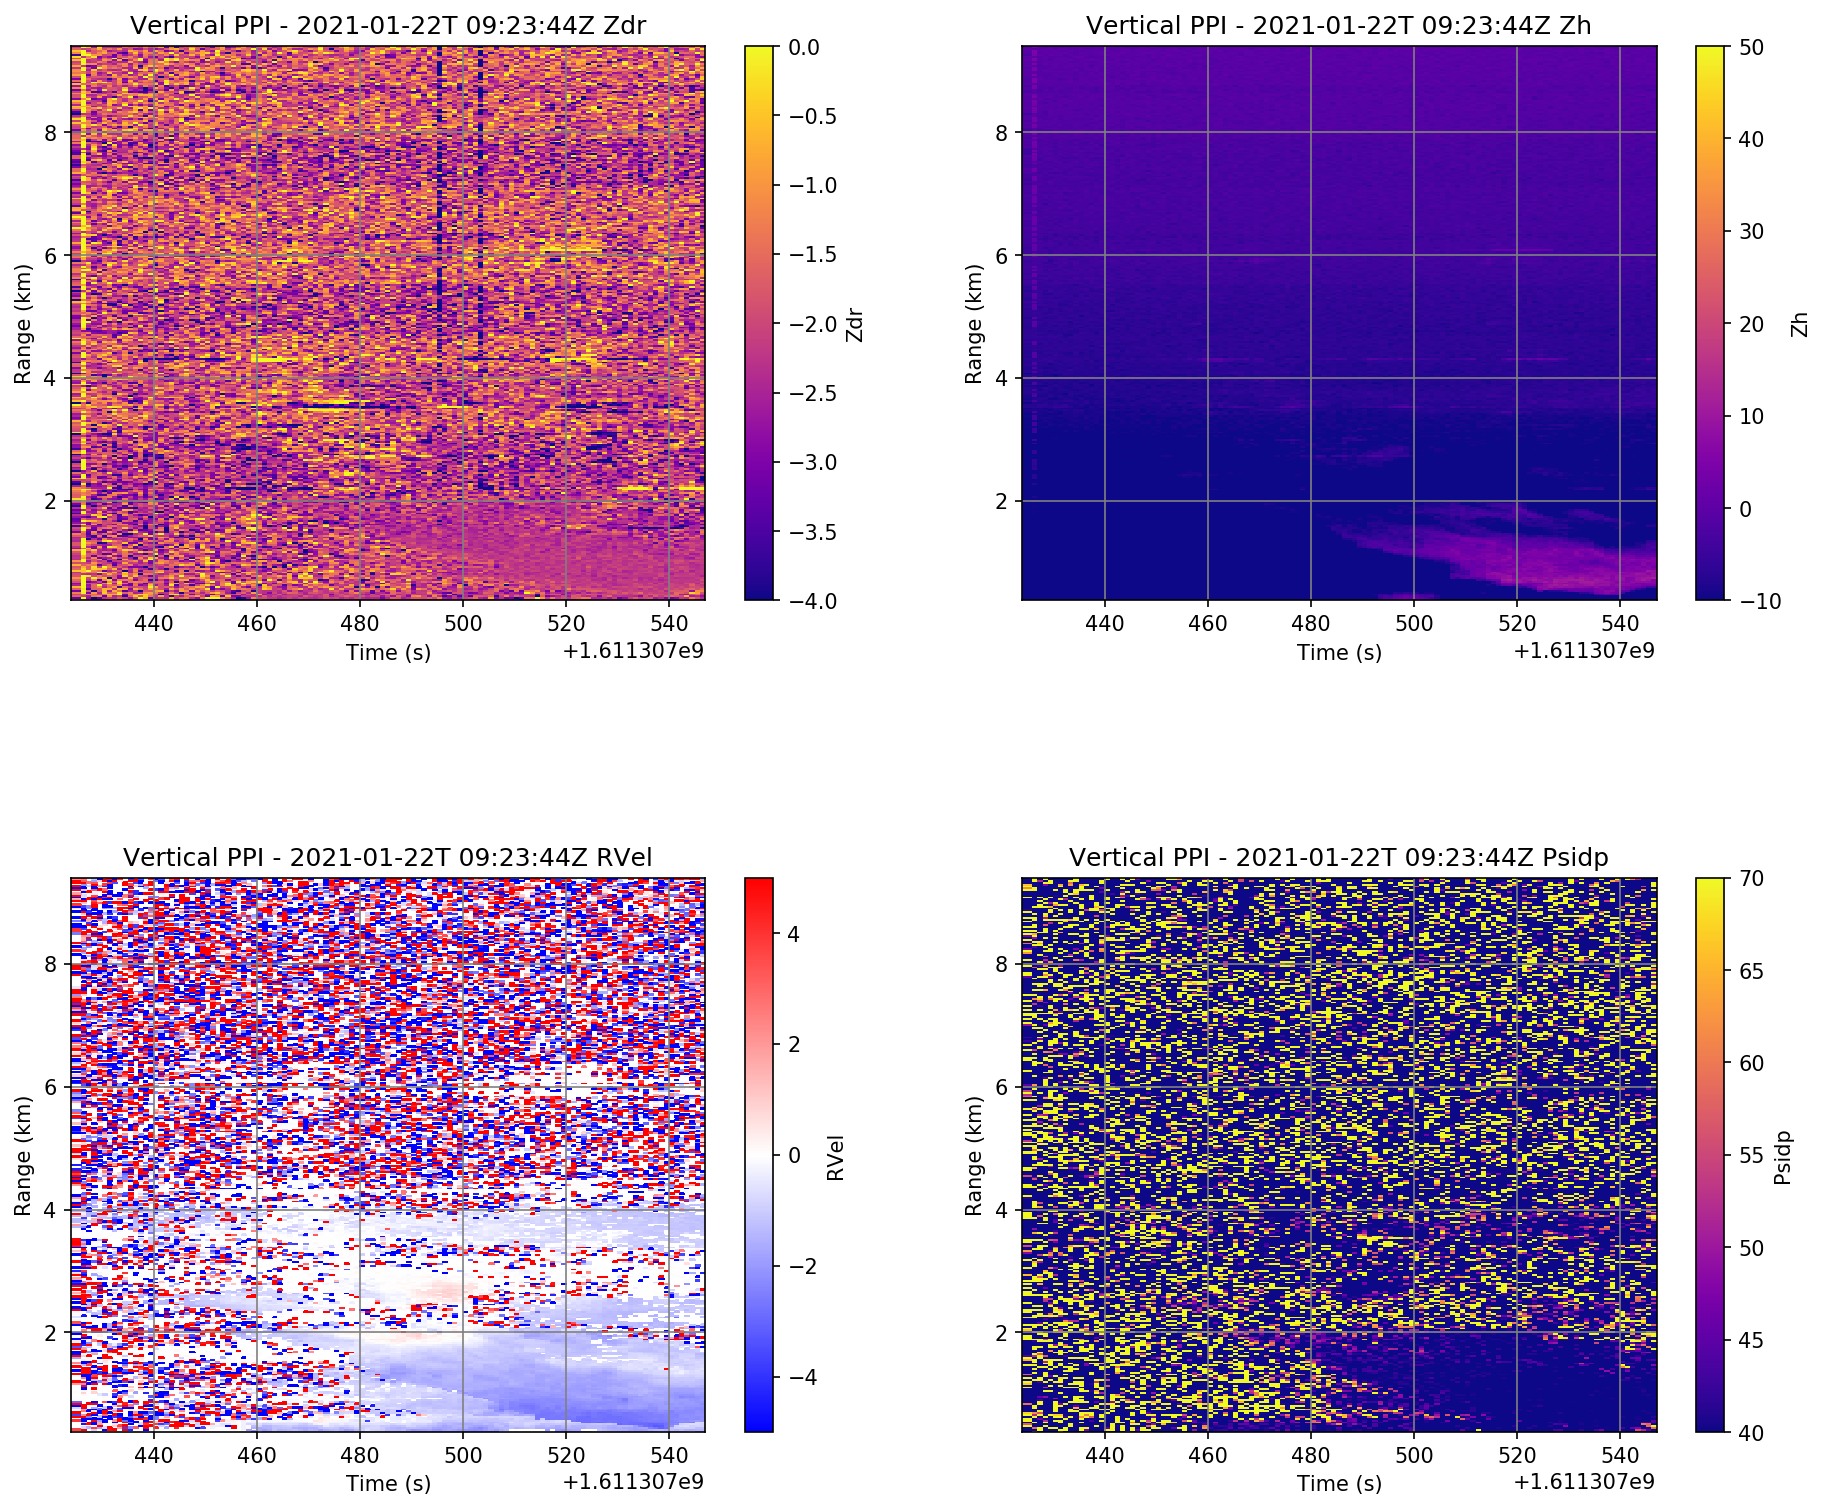 Vertical PPI - 2021-01-22T 09:23:44Z Zdr
Range (km)
8
6
4
2
440 460 480 500 520 540
Time (s)
+1.611307e9
0.0
−0.5
−1.0
−1.5
−2.0
−2.5
−3.0
−3.5
−4.0
Zdr
Vertical PPI - 2021-01-22T 09:23:44Z Zh
Range (km)
8
6
4
2
440 460 480 500 520 540
Time (s)
+1.611307e9
50
40
30
20
10
0
−10
Zh
Vertical PPI - 2021-01-22T 09:23:44Z RVel
Range (km)
8
6
4
2
440 460 480 500 520 540
Time (s)
+1.611307e9
4
2
0
−2
−4
RVel
Vertical PPI - 2021-01-22T 09:23:44Z Psidp
Range (km)
8
6
4
2
440 460 480 500 520 540
Time (s)
+1.611307e9
70
65
60
55
50
45
40
Psidp